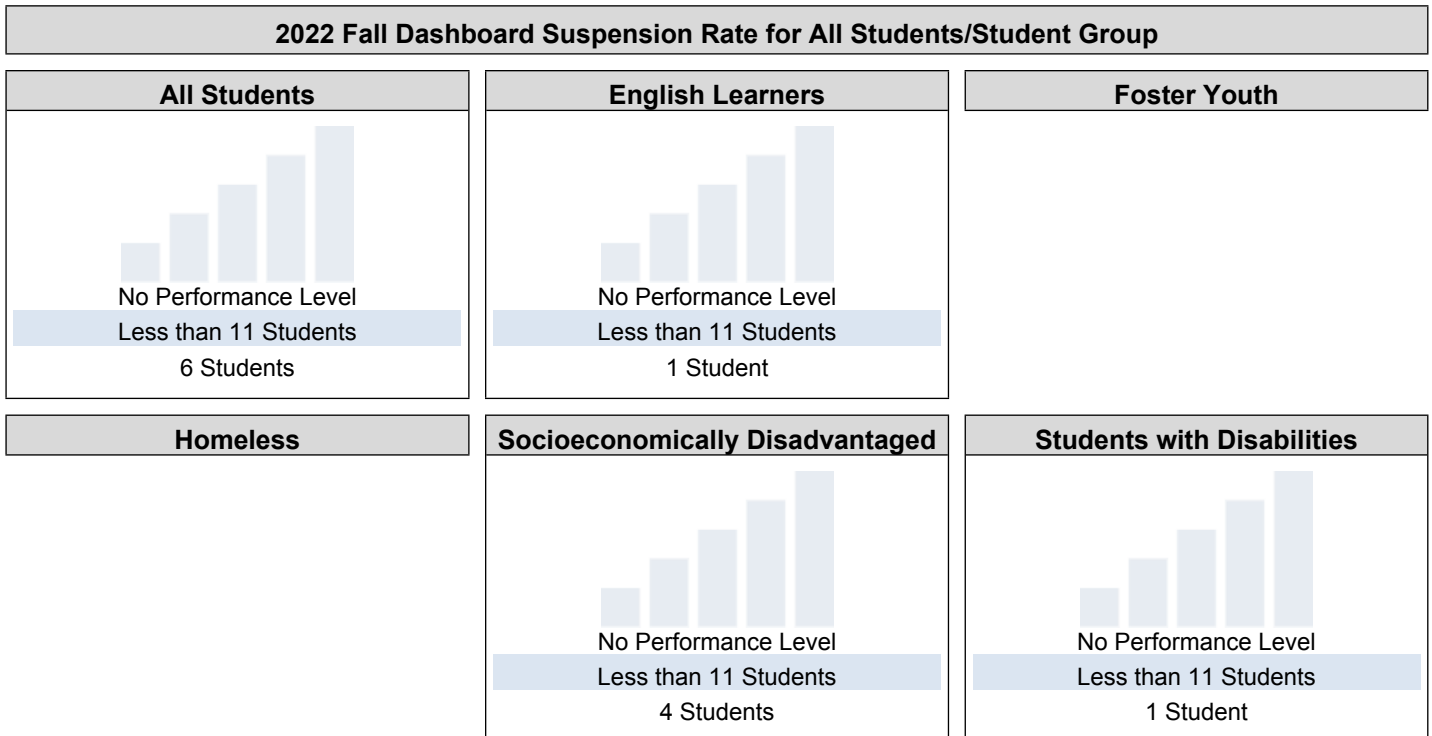 2022 Fall Dashboard Suspension Rate for All Students/Student Group
All Students
No Performance Level
Less than 11 Students
6 Students
English Learners
No Performance Level
Less than 11 Students
1 Student
Foster Youth
Homeless
Socioeconomically Disadvantaged
No Performance Level
Less than 11 Students
4 Students
Students with Disabilities
No Performance Level
Less than 11 Students
1 Student